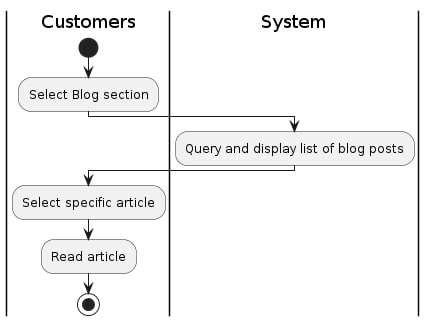 Customers
System
Select Blog section
Query and display list of blog posts
Select specific article
Read article